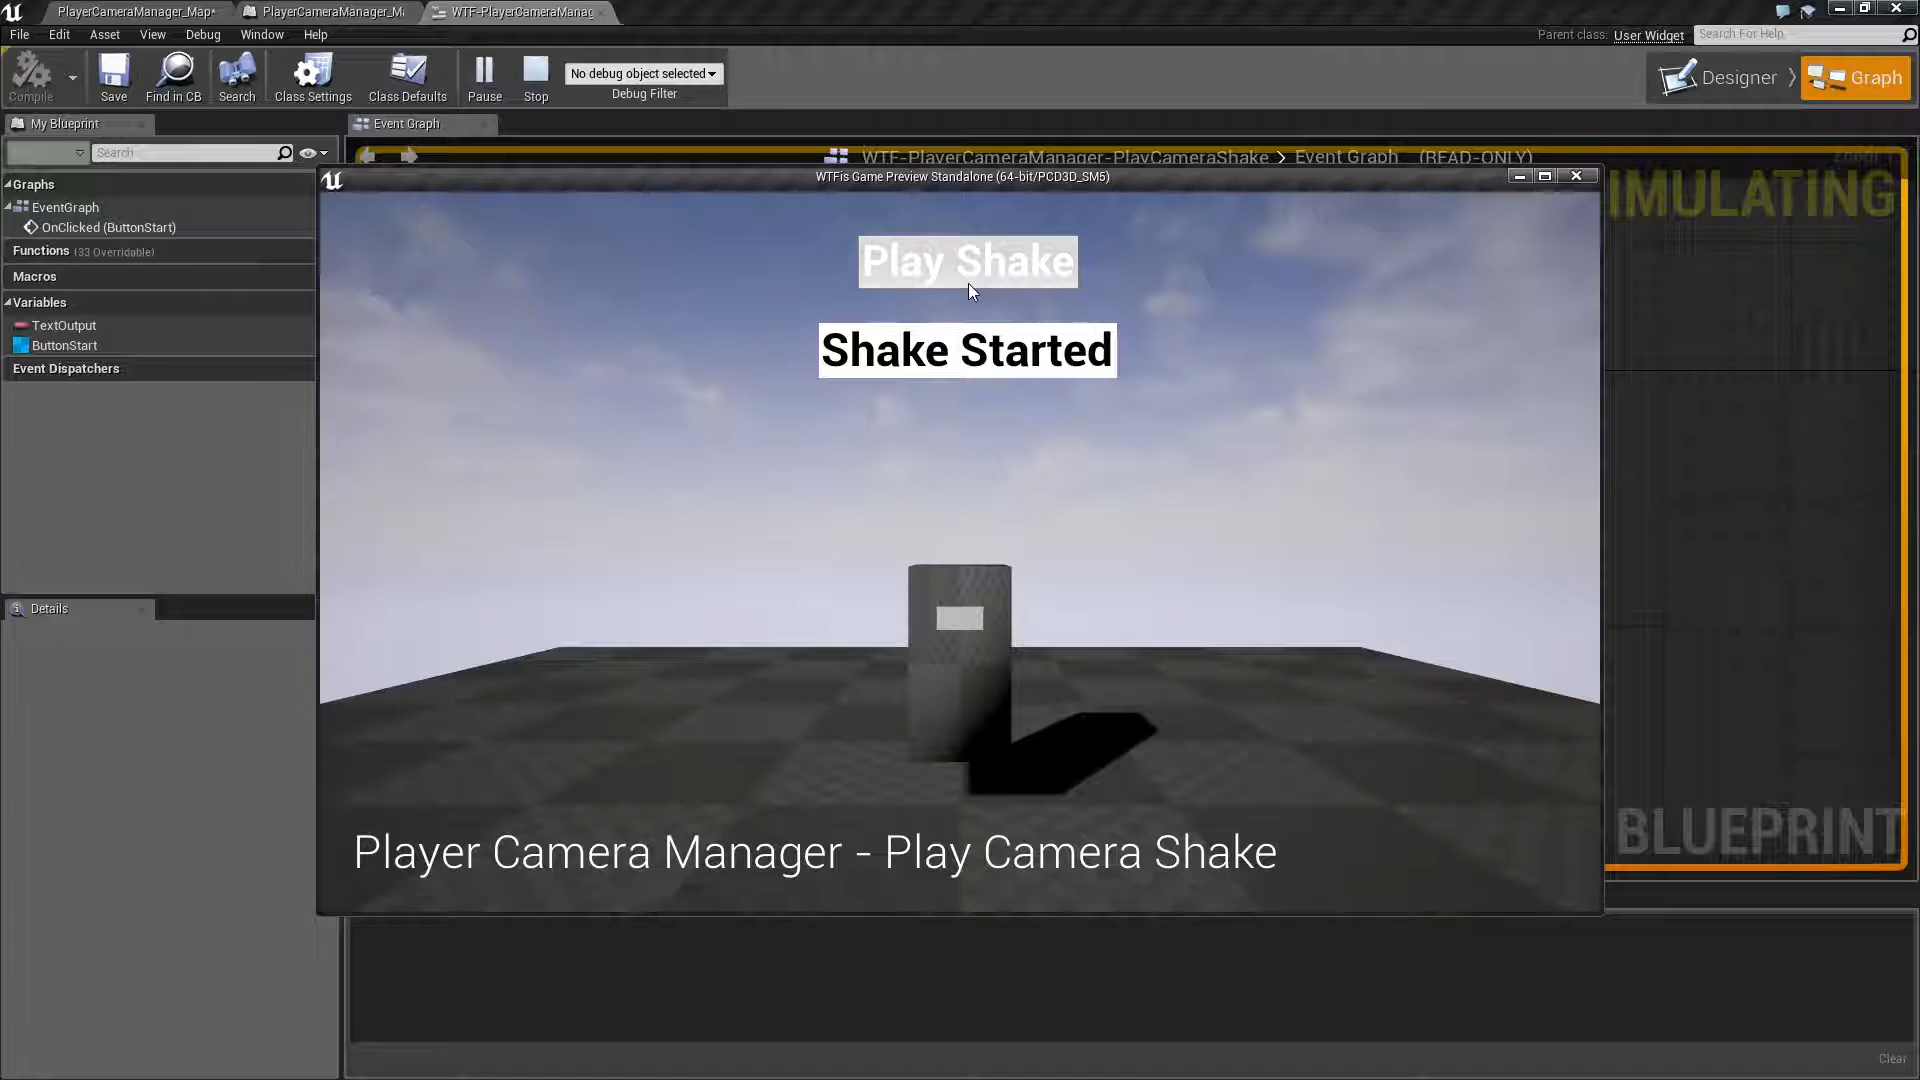 PlayerCameraManager_Map*
PlayerCameraManager_Ma
WTF-PlayerCameraManag
File Edit Asset View Debug Window Help
Parent class: User Widget
Search For Help
Compile
Save
Find in CB
Search
Class Settings
Class Defaults
Pause
Stop
No debug object selected
Debug Filter
Designer
Graph
My Blueprint
Event Graph
Search
WTF-PlayerCameraManager-PlayCameraShake > Event Graph (READ-ONLY)
WTFis Game Preview Standalone (64-bit/PCD3D_SM5)
Graphs
EventGraph
OnClicked (ButtonStart)
Functions (33 Overridable)
Macros
Variables
TextOutput
ButtonStart
Event Dispatchers
IMULATING
Play Shake
Shake Started
Details
BLUEPRINT
Player Camera Manager - Play Camera Shake
Clear